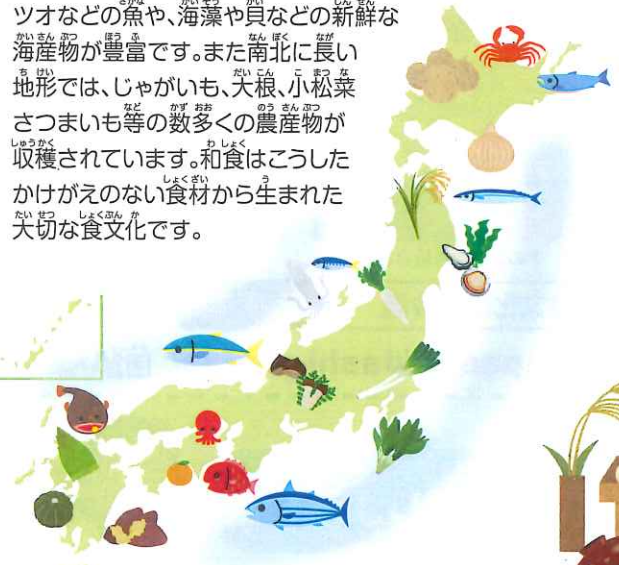 ツオなどの魚や、海藻や貝などの新鮮な
海産物が豊富です。また南北に長い
地形では、じゃがいも、大根、小松菜
さつまいも等の数多くの農産物が
収穫されています。和食はこうした
かけがえのない食材から生まれた
大切な食文化です。